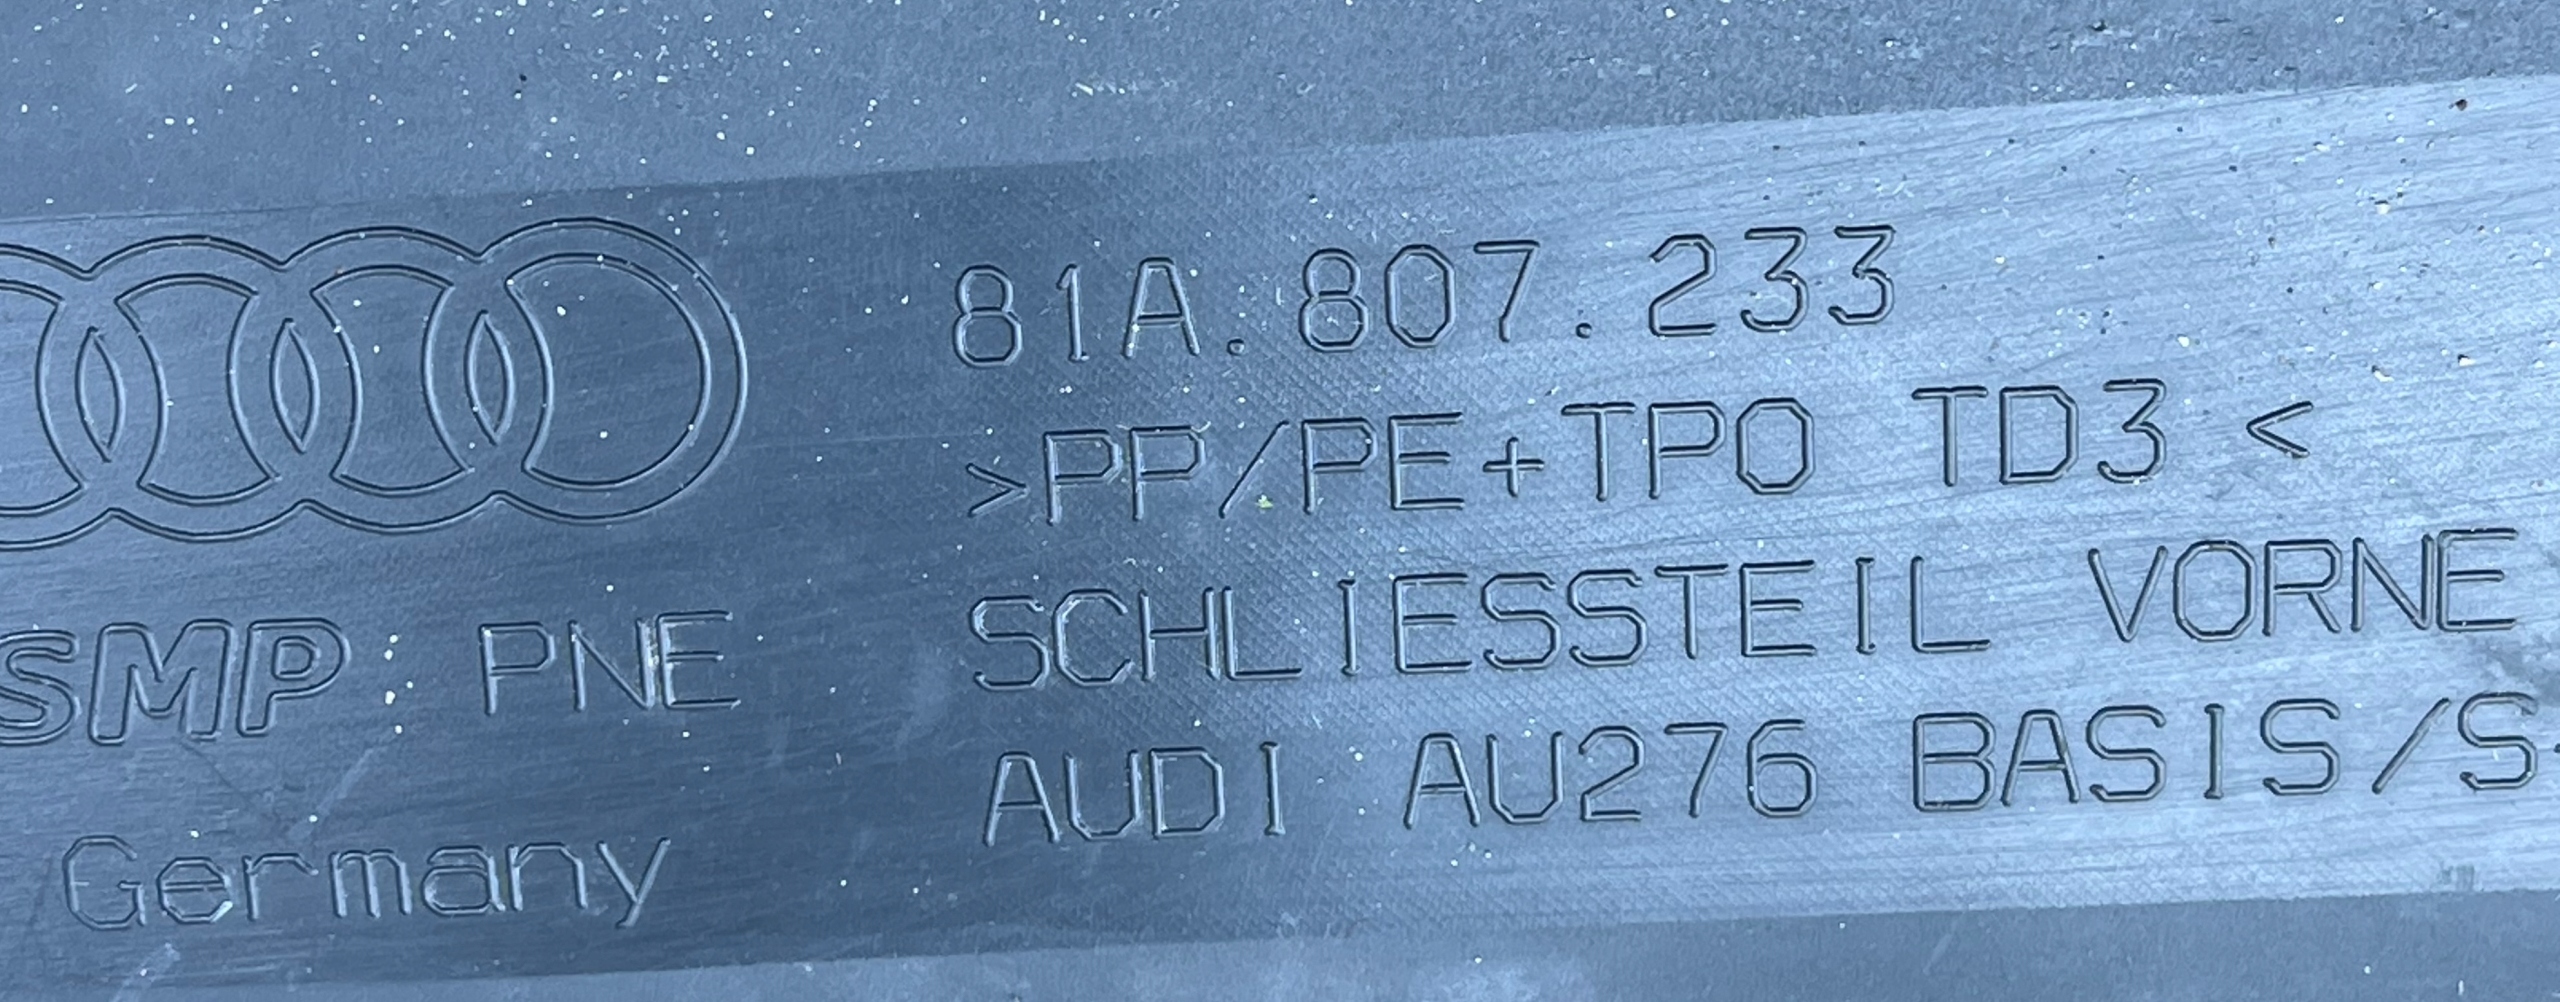 81A.807.233
>PP/PE+TPO TD3<
SCHLIESSTEIL VORNE
AUDI AU276 BASIS/S-
SMP: PNE
Germany